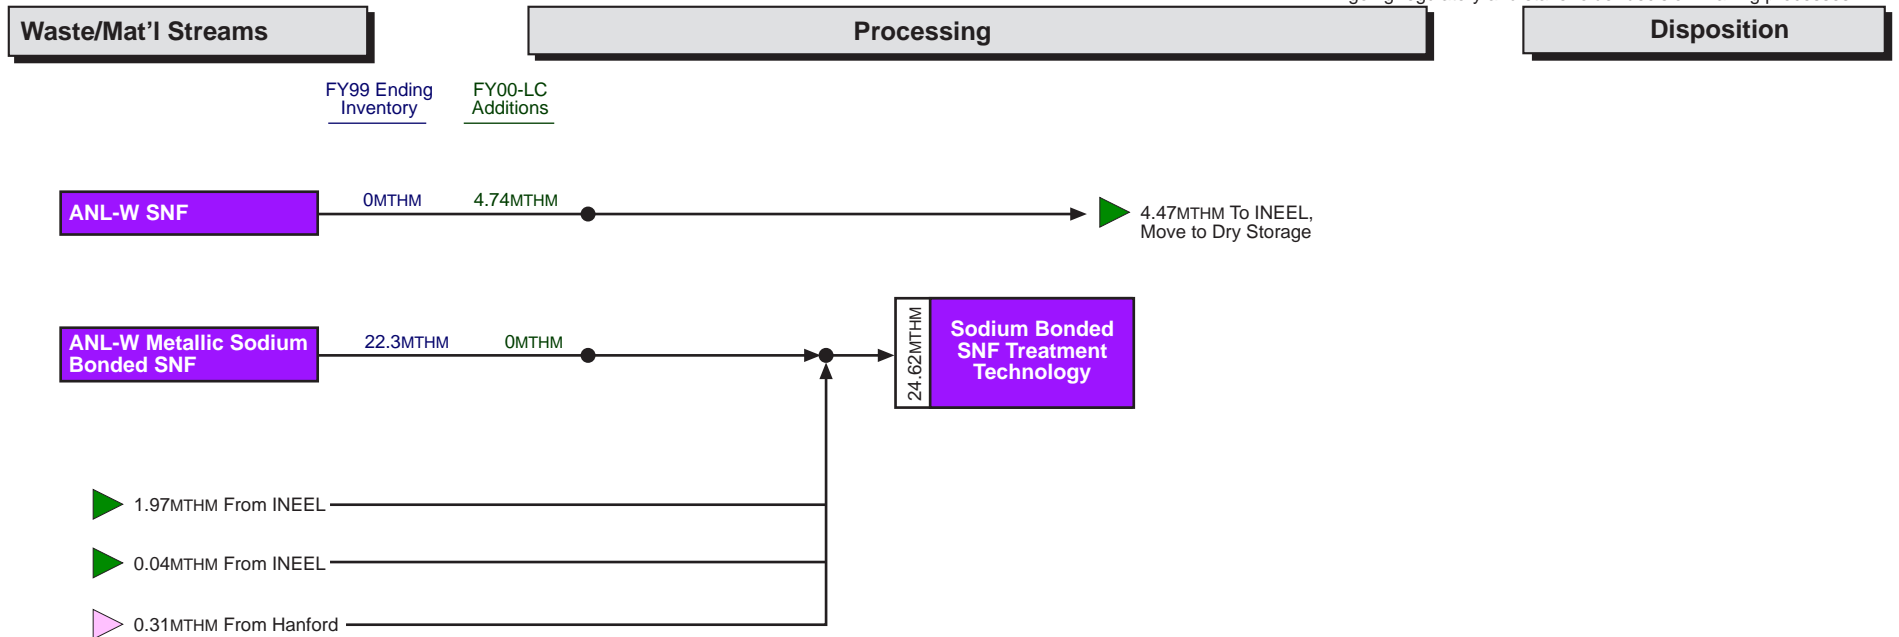 Waste/Mat'l Streams
Processing
Disposition
FY99 Ending
Inventory
FY00-LC
Additions
ANL-W SNF
0MTHM
4.74MTHM
4.47MTHM To INEEL,
Move to Dry Storage
ANL-W Metallic Sodium
Bonded SNF
22.3MTHM
0MTHM
24.62MTHM
Sodium Bonded
SNF Treatment
Technology
1.97MTHM From INEEL
0.04MTHM From INEEL
0.31MTHM From Hanford